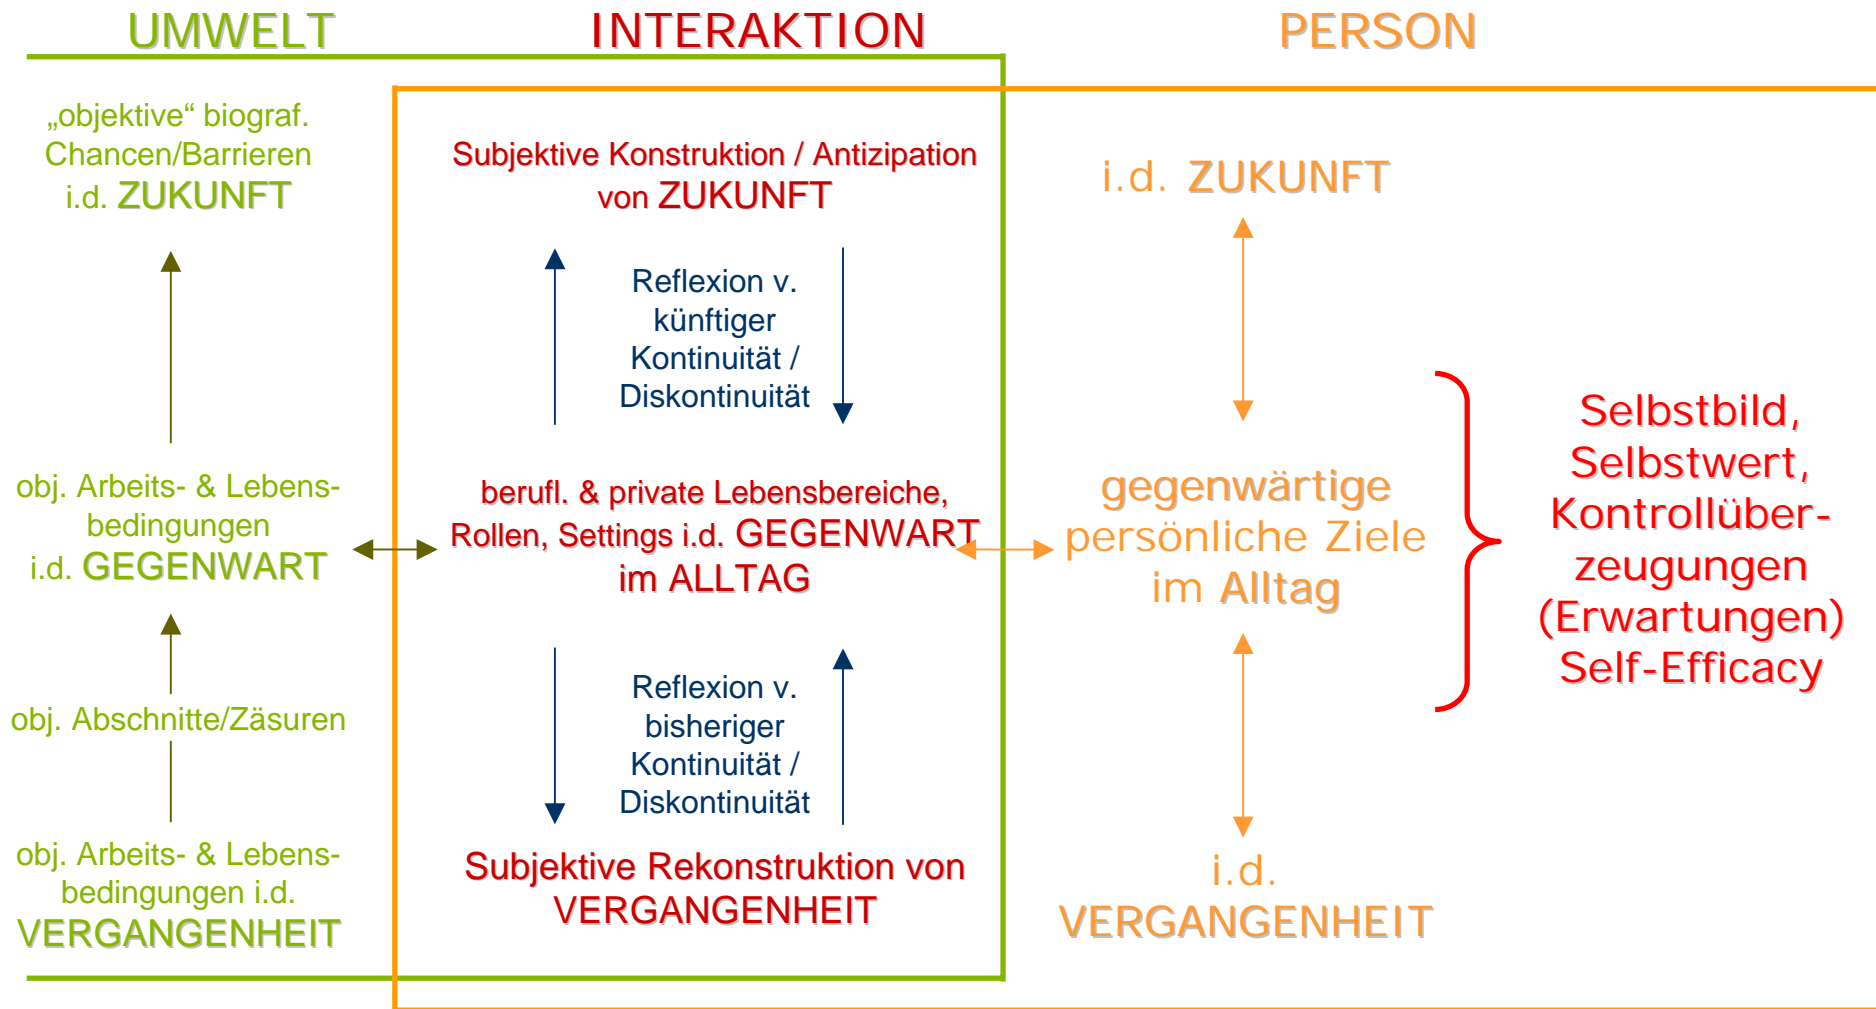 UMWELT
INTERAKTION
PERSON
„objektive“ biograf.
Chancen/Barrieren
i.d. ZUKUNFT
obj. Arbeits- & Lebens-
bedingungen
i.d. GEGENWART
obj. Abschnitte/Zäsuren
obj. Arbeits- & Lebens-
bedingungen i.d.
VERGANGENHEIT
Subjektive Konstruktion / Antizipation
von ZUKUNFT
Reflexion v.
künftiger
Kontinuität /
Diskontinuität
berufl. & private Lebensbereiche,
Rollen, Settings i.d. GEGENWART
im ALLTAG
Reflexion v.
bisheriger
Kontinuität /
Diskontinuität
Subjektive Rekonstruktion von
VERGANGENHEIT
i.d. ZUKUNFT
gegenwärtige
persönliche Ziele
im Alltag
i.d.
VERGANGENHEIT
Selbstbild,
Selbstwert,
Kontrollüber-
zeugungen
(Erwartungen)
Self-Efficacy